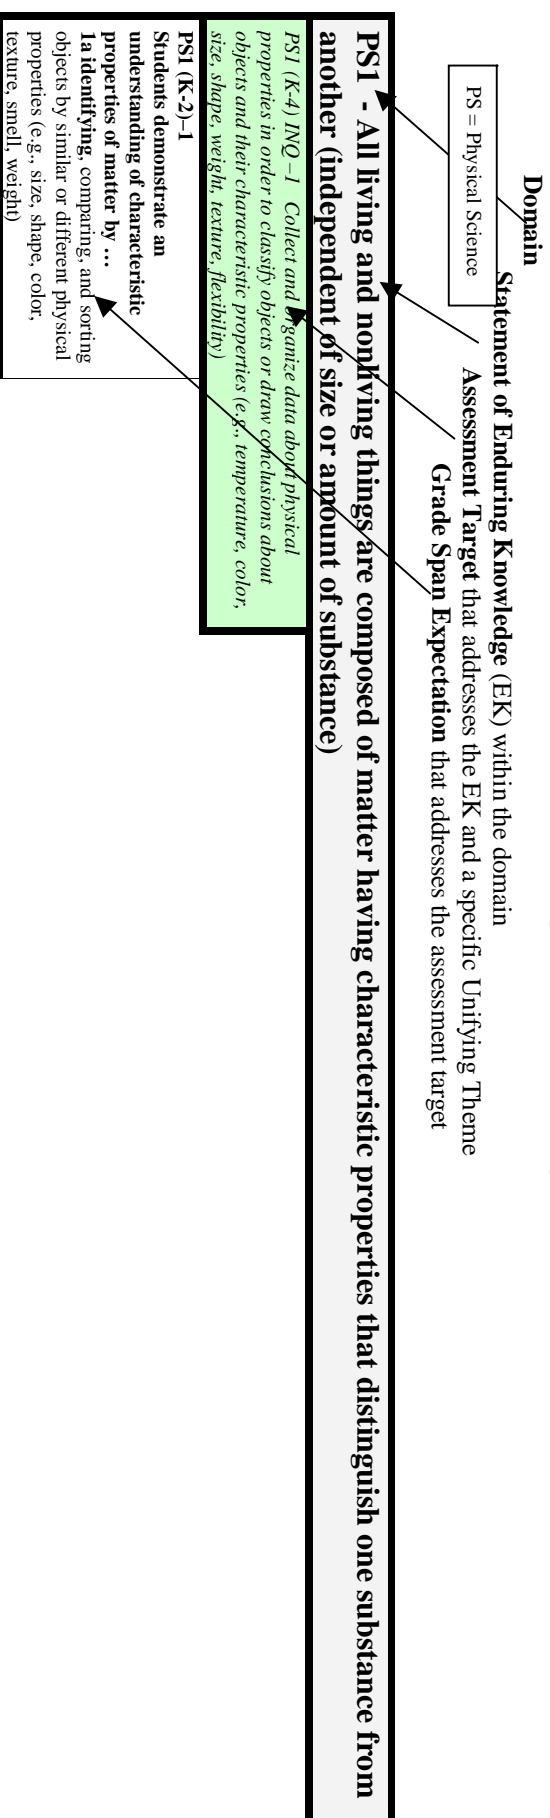 Domain
Statement of Enduring Knowledge (EK) within the domain
Assessment Target that addresses the EK and a specific Unifying Theme
Grade Span Expectation that addresses the assessment target
PS = Physical Science
PS1 - All living and nonliving things are composed of matter having characteristic properties that distinguish one substance from
another (independent of size or amount of substance)
PS1 (K-4) INQ –1 Collect and organize data about physical
properties in order to classify objects or draw conclusions about
objects and their characteristic properties (e.g., temperature, color,
size, shape, weight, texture, flexibility)
PS1 (K-2)–1
Students demonstrate an
understanding of characteristic
properties of matter by …
1a identifying, comparing, and sorting
objects by similar or different physical
properties (e.g., size, shape, color,
texture, smell, weight)